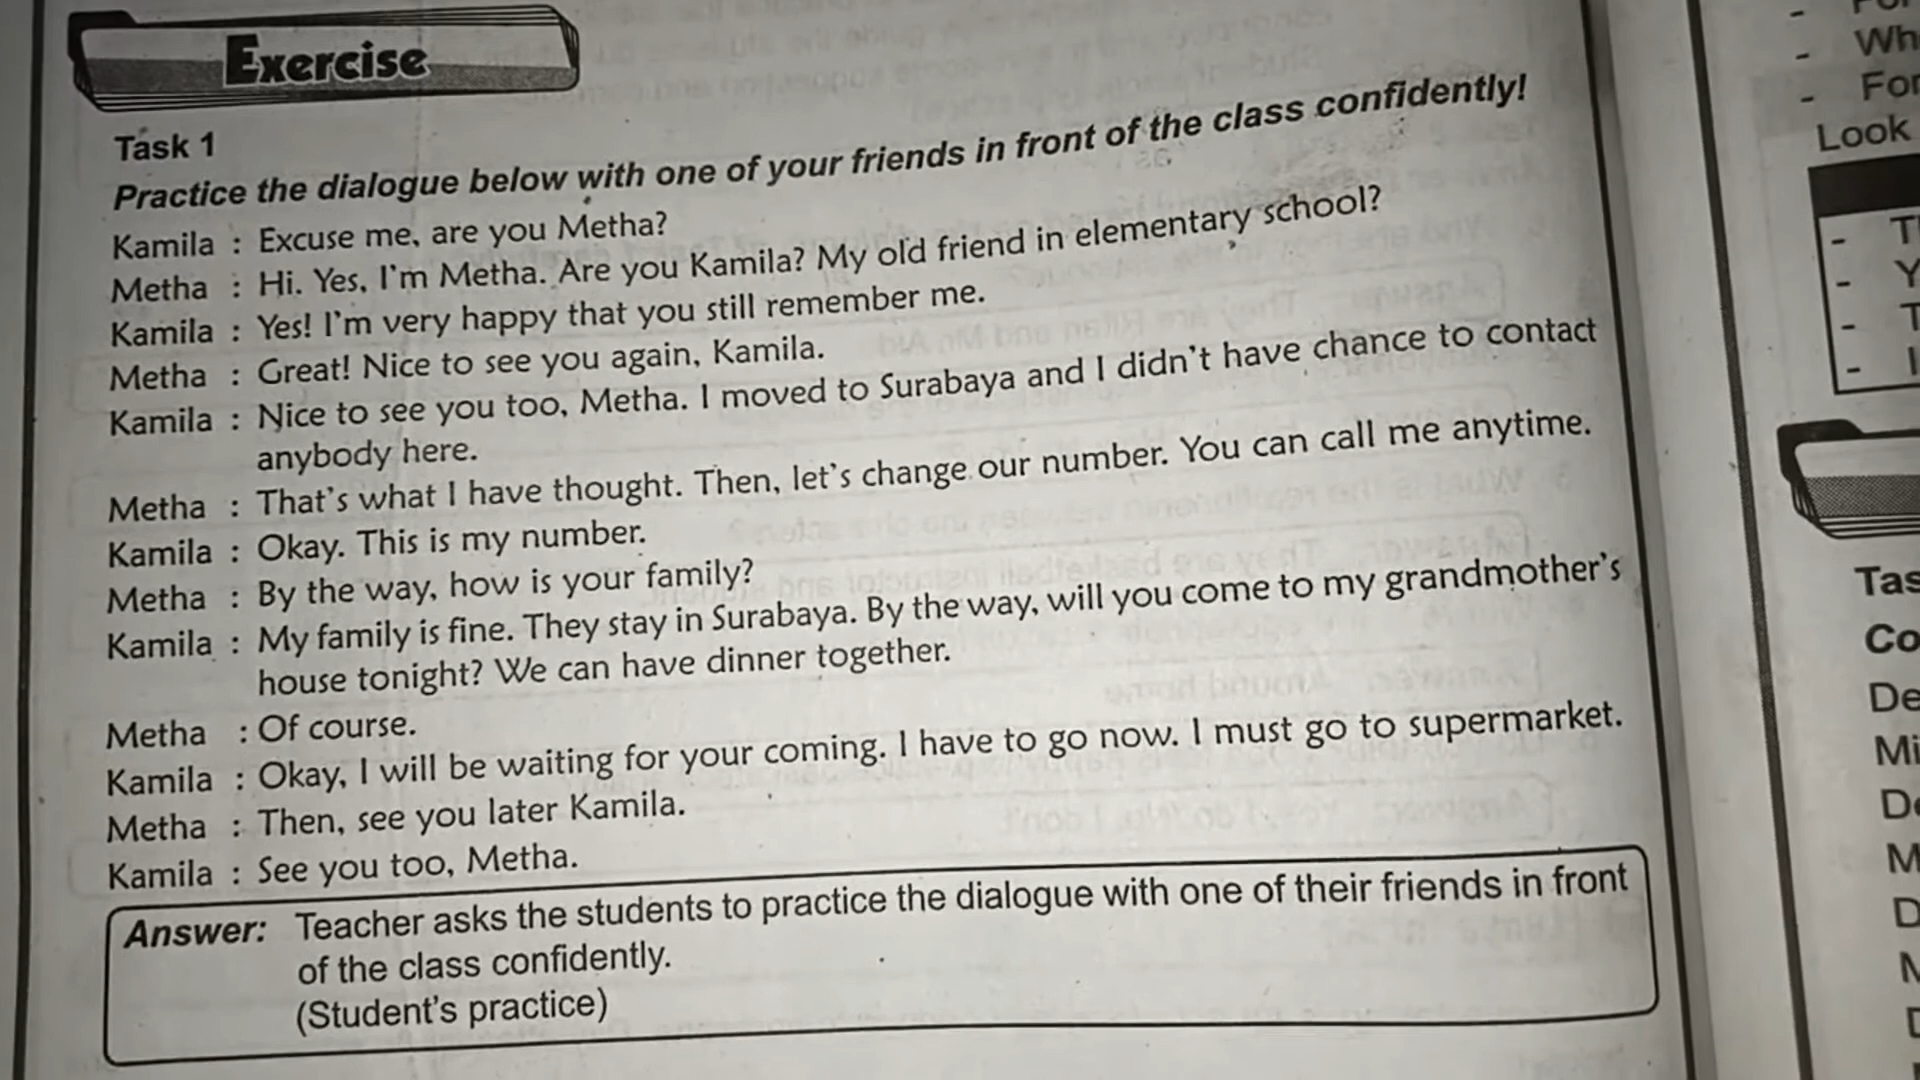 Exercise
Task 1
Practice the dialogue below with one of your friends in front of the class confidently!
Kamila : Excuse me, are you Metha?
Metha : Hi. Yes, I'm Metha. Are you Kamila? My old friend in elementary school?
Kamila : Yes! I'm very happy that you still remember me.
Metha : Great! Nice to see you again, Kamila.
Kamila : Nice to see you too, Metha. I moved to Surabaya and I didn't have chance to contact
anybody here.
Metha : That's what I have thought. Then, let's change our number. You can call me anytime.
Kamila : Okay. This is my number.
Metha : By the way, how is your family?
Kamila : My family is fine. They stay in Surabaya. By the way, will you come to my grandmother's
house tonight? We can have dinner together.
Metha : Of course.
Kamila : Okay, I will be waiting for your coming. I have to go now. I must go to supermarket.
Metha : Then, see you later Kamila.
Kamila : See you too, Metha.
Answer: Teacher asks the students to practice the dialogue with one of their friends in front
of the class confidently.
(Student's practice)
Look